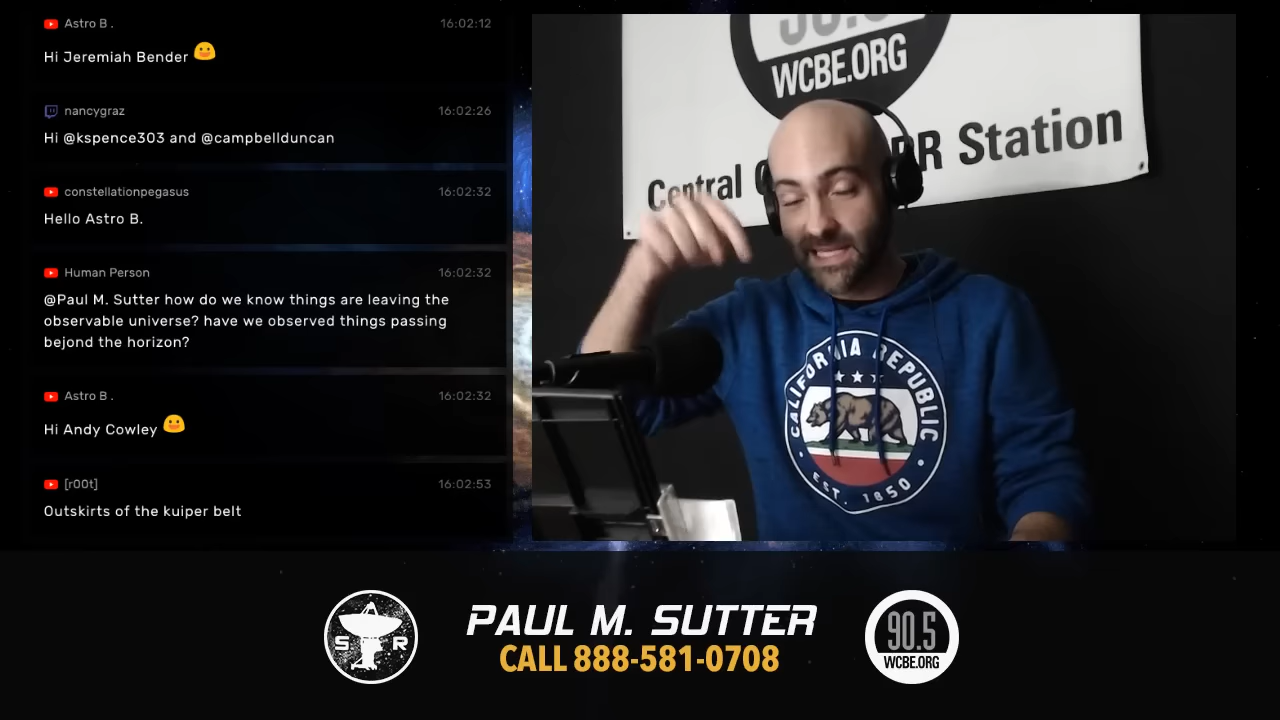 Astro B .
16:02:12
Hi Jeremiah Bender
nancygraz
16:02:26
Hi @kspence303 and @campbellduncan
constellationpegasus
16:02:32
Hello Astro B.
Human Person
16:02:32
@Paul M. Sutter how do we know things are leaving the
observable universe? have we observed things passing
bejond the horizon?
Astro B .
16:02:32
Hi Andy Cowley
[r00t]
16:02:53
Outskirts of the kuiper belt
WCBE.ORG
Central
Station
CALIFORNIA REPUBLIC
EST. 1850
S R
PAUL M. SUTTER
CALL 888-581-0708
90.5
WCBE.ORG